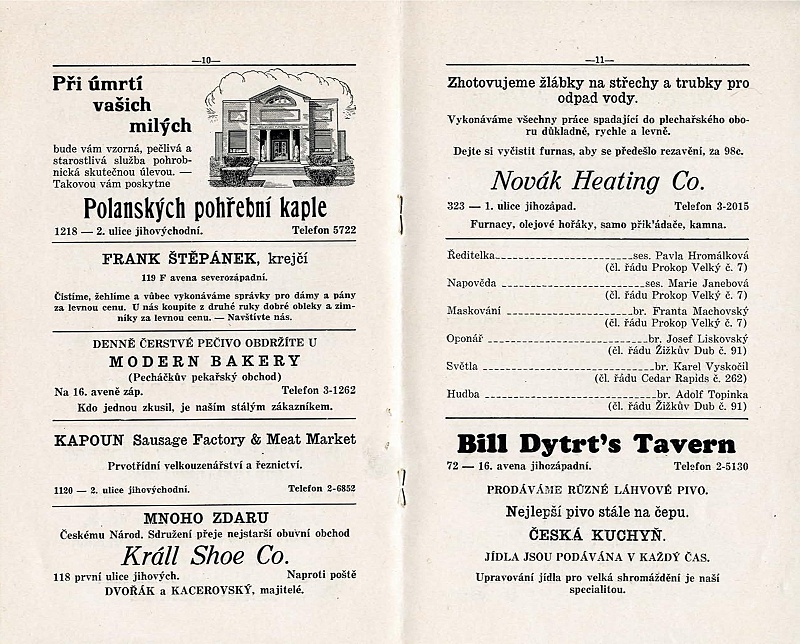 —10—
Při úmrtí
vašich
milých
bude vám vzorná, pečlivá a
starostlivá služba pohrob-
nická skutečnou úlevou. —
Takovou vám poskytne
Polanských pohřební kaple
1218 — 2. ulice jihovýchodní. Telefon 5722
FRANK ŠTĚPÁNEK, krejčí
119 F avena severozápadní.
Čistíme, žehlíme a vůbec vykonáváme správky pro dámy a pány
za levnou cenu. U nás koupíte z druhé ruky dobré obleky a zim-
níky za levnou cenu. — Navštivte nás.
DENNĚ ČERSTVÉ PEČIVO OBDRŽÍTE U
MODERN BAKERY
(Pecháčkův pekařský obchod)
Na 16. aveně záp. Telefon 3-1262
Kdo jednou zkusil, je naším stálým zákazníkem.
KAPOUN Sausage Factory & Meat Market
Prvotřídní velkouzenářství a řeznictví.
1120 — 2. ulice jihovýchodní. Telefon 2-6852
MNOHO ZDARU
Českému Národ. Sdružení přeje nejstarší obuvní obchod
Králl Shoe Co.
118 první ulice jihových. Naproti poště
DVOŘÁK a KACEROVSKÝ, majitelé.
—11—
Zhotovujeme žlábky na střechy a trubky pro
odpad vody.
Vykonáváme všechny práce spadající do plechařského obo-
ru důkladně, rychle a levně.
Dejte si vyčistit furnas, aby se předešlo rezavění, za 98c.
Novák Heating Co.
323 — 1. ulice jihozápad. Telefon 3-2015
Furnacy, olejové hořáky, samo přik'ádače, kamna.
Ředitelka ses. Pavla Hromálková
(čl. řádu Prokop Velký č. 7)
Napověda ses. Marie Janebová
(čl. řádu Prokop Velký č. 7)
Maskování br. Franta Machovský
(čl. řádu Prokop Velký č. 7)
Oponář br. Josef Liskovský
(čl. řádu Žižkův Dub č. 91)
Světla br. Karel Vyskočil
(čl. řádu Cedar Rapids č. 262)
Hudba br. Adolf Topinka
(čl. řádu Žižkův Dub č. 91)
Bill Dytrt's Tavern
72 — 16. avena jihozápadní. Telefon 2-5130
PRODÁVÁME RŮZNÉ LÁHVOVÉ PIVO.
Nejlepší pivo stále na čepu.
ČESKÁ KUCHYŇ.
JÍDLA JSOU PODÁVÁNA V KAŽDÝ ČAS.
Upravování jídla pro velká shromáždění je naší
specialitou.